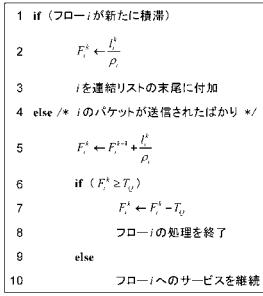 1 if (フローiが新たに積滞)
2 F_i^k ← l_i^k / ρ_i
3 iを連結リストの末尾に付加
4 else /* iのパケットが送信されたばかり */
5 F_i^k ← F_i^{k-1} + l_i^k / ρ_i
6 if (F_i^k ≥ T_Q)
7 F_i^k ← F_i^k − T_Q
8 フローiの処理を終了
9 else
10 フローiへのサービスを継続